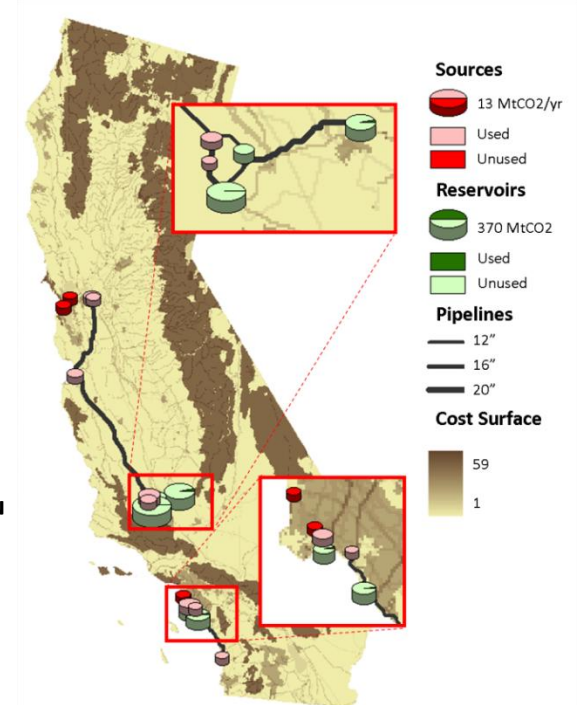 Sources
13 MtCO2/yr
Used
Unused
Reservoirs
370 MtCO2
Used
Unused
Pipelines
12”
16”
20”
Cost Surface
59
1